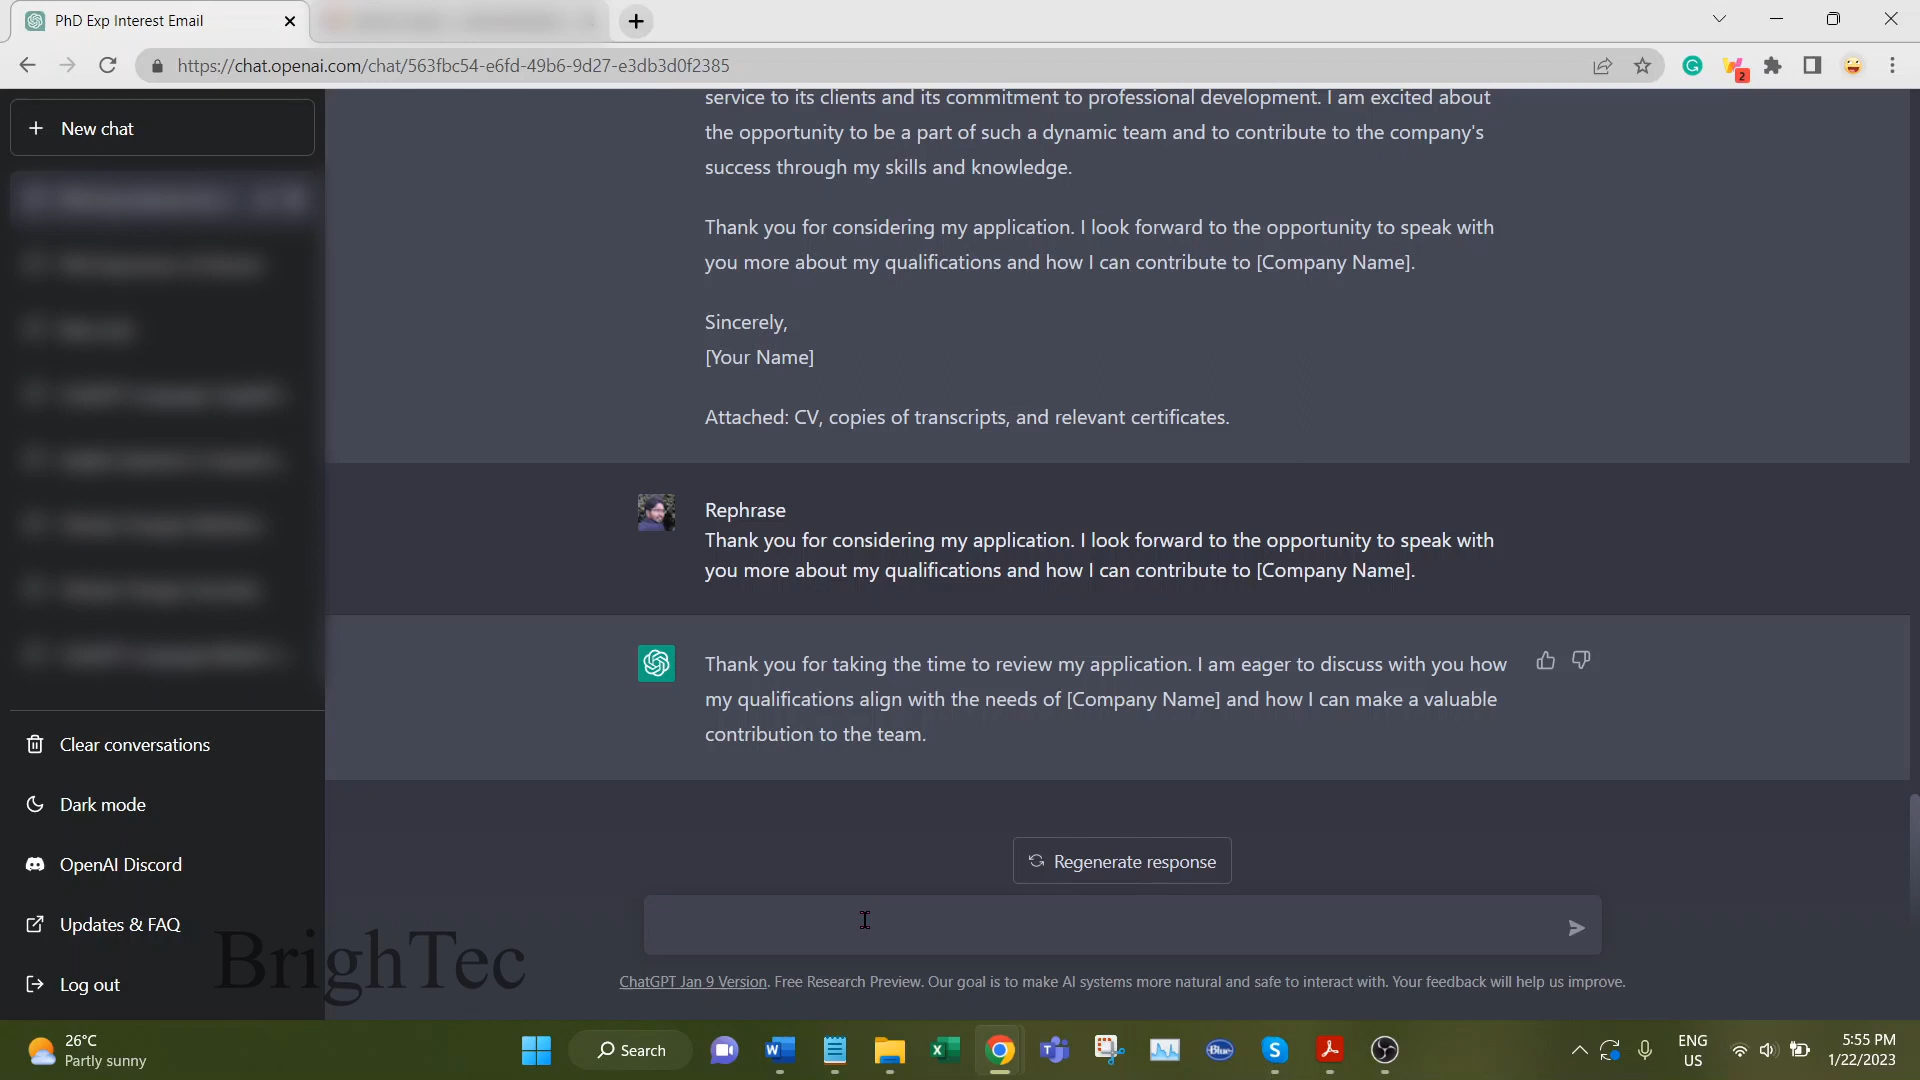 PhD Exp Interest Email
https://chat.openai.com/chat/563fbc54-e6fd-49b6-9d27-e3db3d0f2385
2
New chat
service to its clients and its commitment to professional development. I am excited about
the opportunity to be a part of such a dynamic team and to contribute to the company's
success through my skills and knowledge.
Thank you for considering my application. I look forward to the opportunity to speak with
you more about my qualifications and how I can contribute to [Company Name].
Sincerely,
[Your Name]
Attached: CV, copies of transcripts, and relevant certificates.
Rephrase
Thank you for considering my application. I look forward to the opportunity to speak with
you more about my qualifications and how I can contribute to [Company Name].
Thank you for taking the time to review my application. I am eager to discuss with you how
my qualifications align with the needs of [Company Name] and how I can make a valuable
contribution to the team.
Clear conversations
Dark mode
OpenAI Discord
Updates & FAQ
Log out
BrighTec
Regenerate response
ChatGPT Jan 9 Version. Free Research Preview. Our goal is to make AI systems more natural and safe to interact with. Your feedback will help us improve.
26°C
Partly sunny
Search
Blue
ENG
US
5:55 PM
1/22/2023